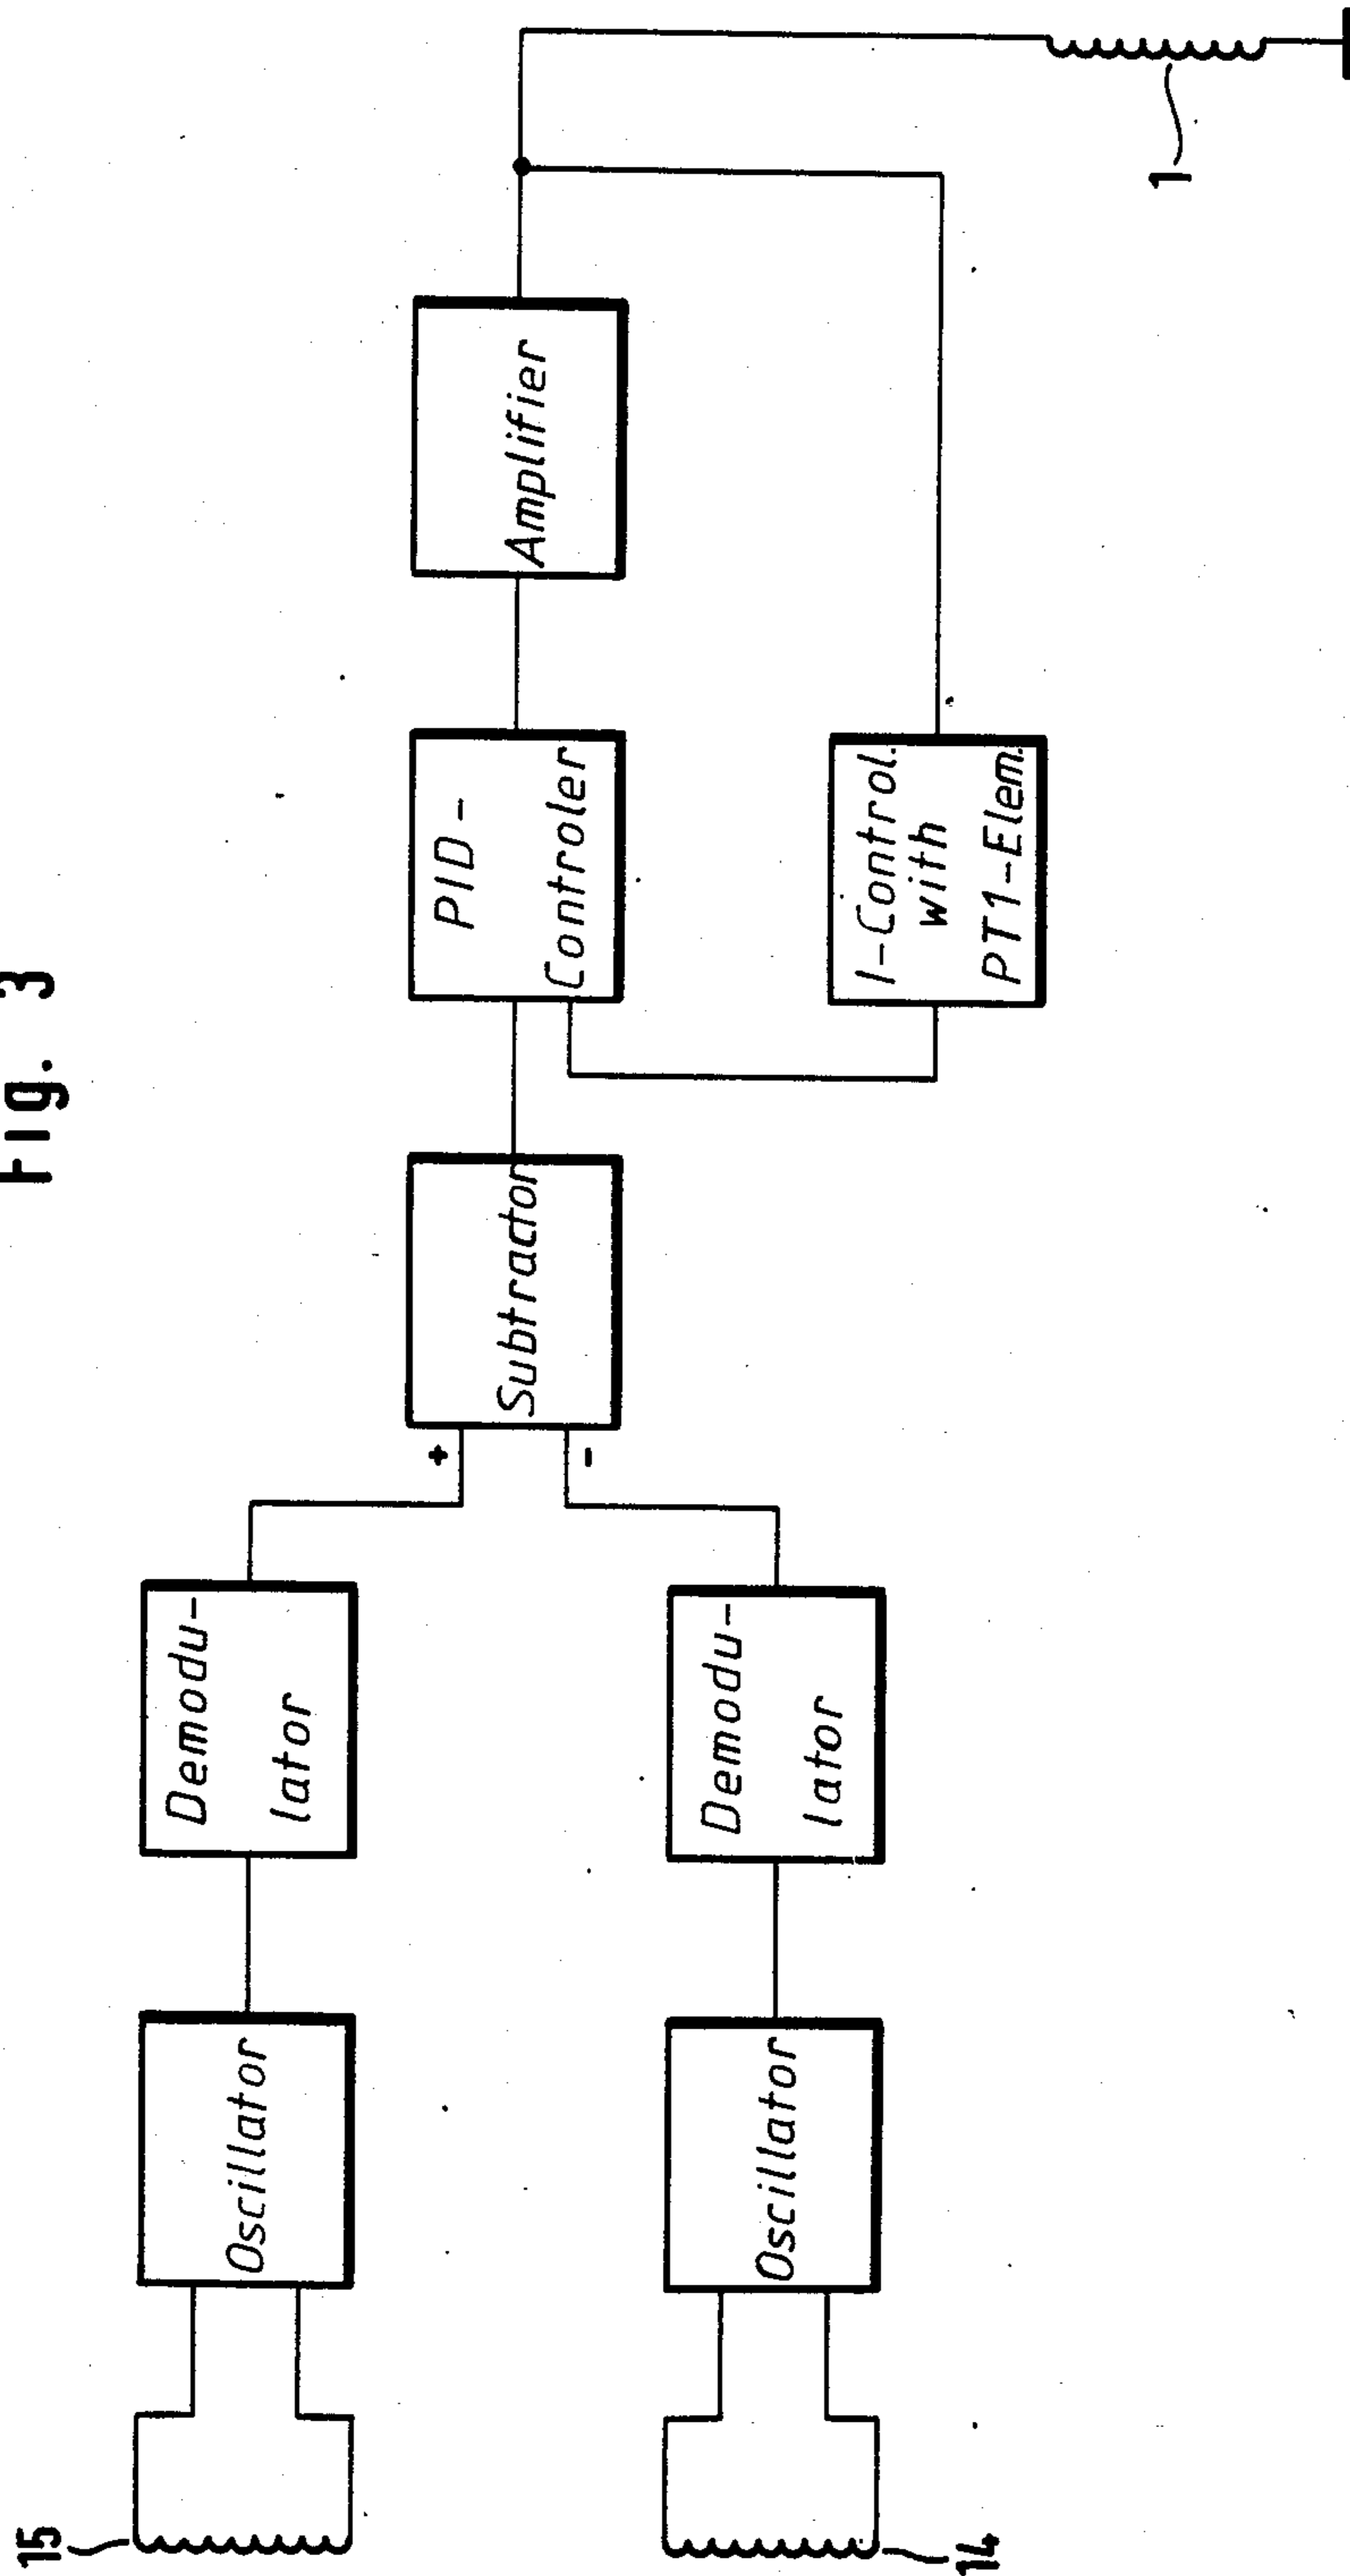 Fig. 3
15
Oscillator
Demodu-
lator
+
-
Subtractor
PID-
Controler
Amplifier
14
Oscillator
Demodu-
lator
I-Control.
with
PT1-Elem.
1